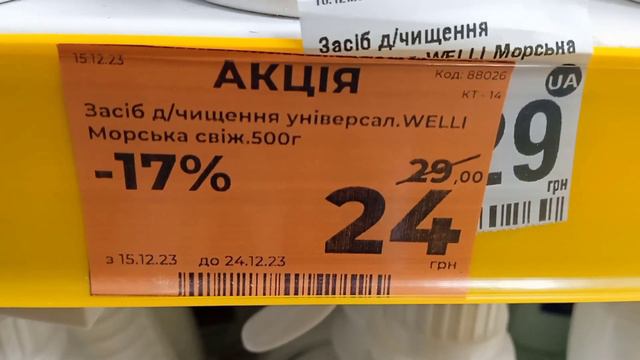 Засіб д/чищення
WELLI Морська
UA
29
грн
15.12.23
АКЦІЯ
Код: 88026
КТ - 14
Засіб д/чищення універсал.WELLI
Морська свіж.500г
-17%
29,00
24
грн
з 15.12.23 до 24.12.23